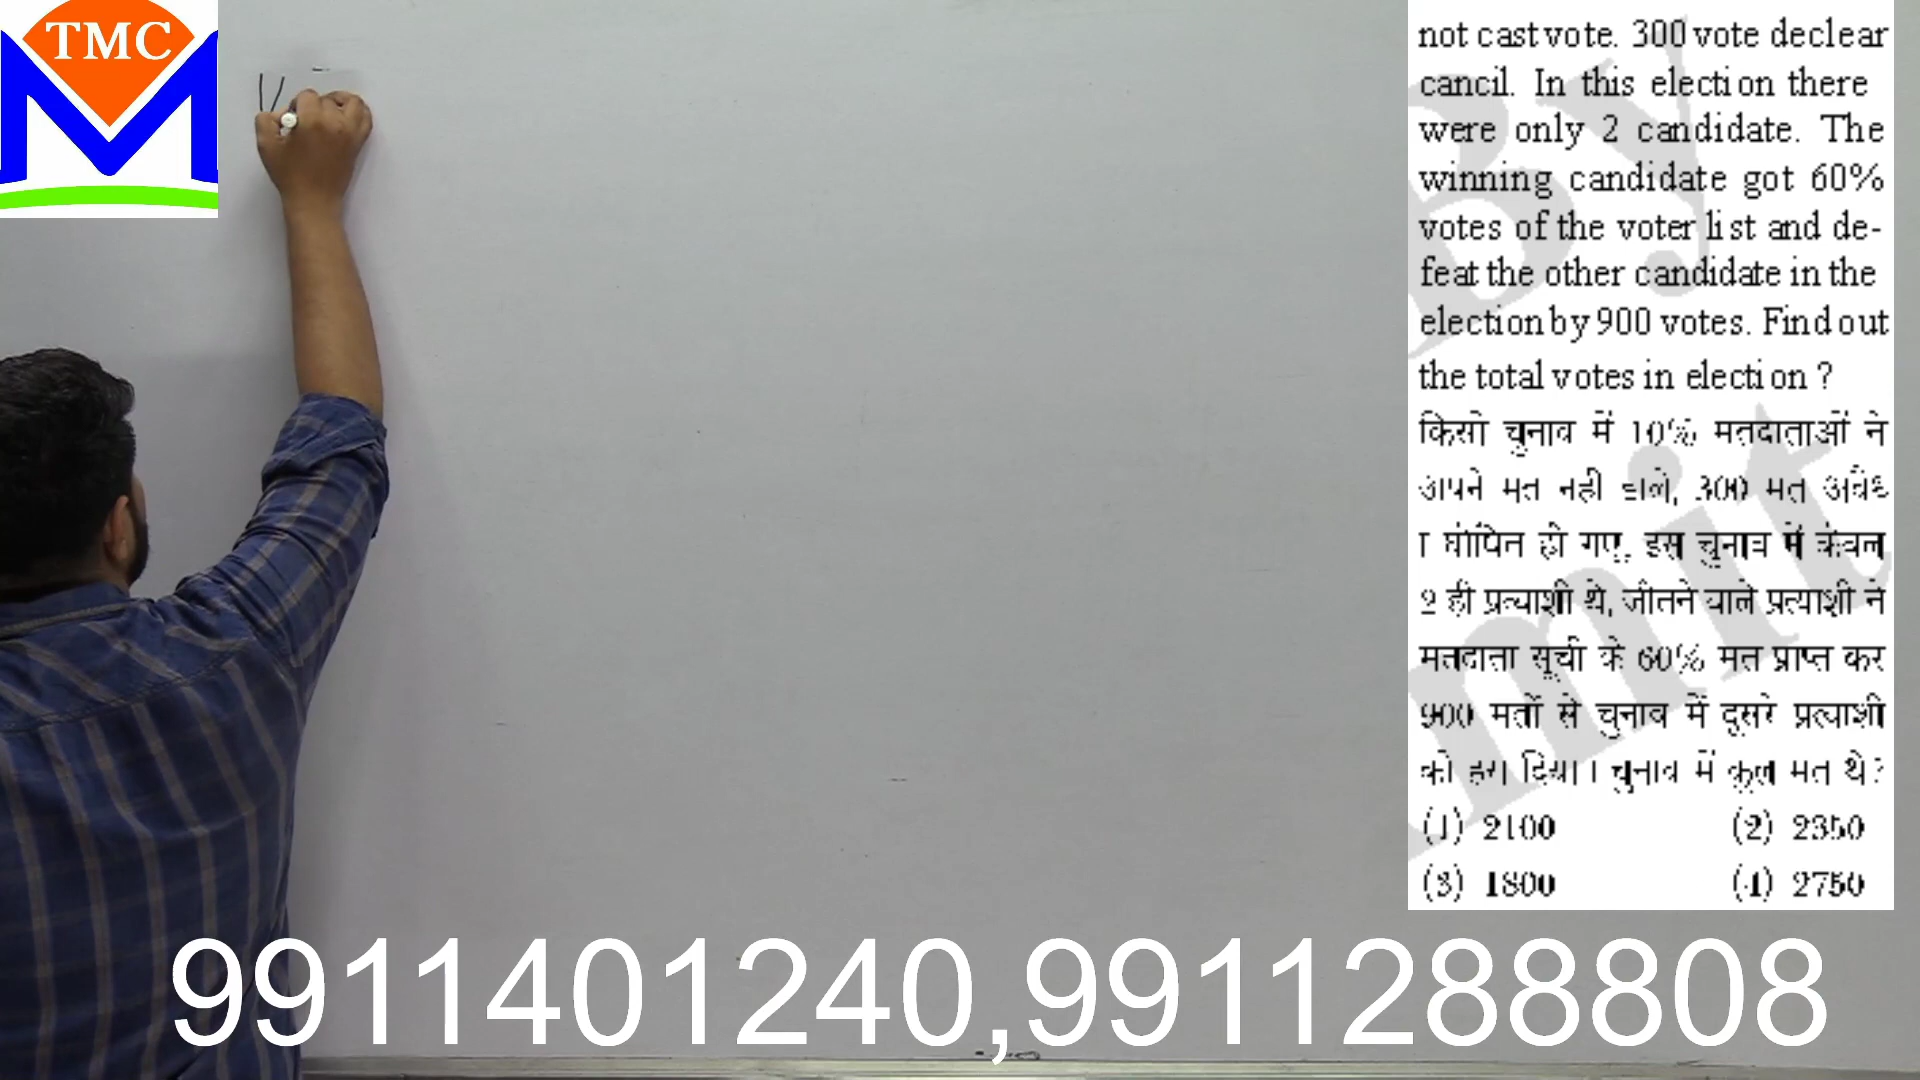 TMC
not cast vote. 300 vote declear
cancil. In this election there
were only 2 candidate. The
winning candidate got 60%
votes of the voter list and de-
feat the other candidate in the
election by 900 votes. Find out
the total votes in election ?
किसी चुनाव में 10% मतदाताओं ने
अपने मत नहीं डाले, 300 मत अवैध
ा घोषित हो गए, इस चुनाव में केवल
2 ही प्रत्याशी थे, जीतने वाले प्रत्याशी ने
मतदाता सूची के 60% मत प्राप्त कर
900 मतों से चुनाव में दूसरे प्रत्याशी
को हरा दिया। चुनाव में कुल मत थे?
(1) 2100 (2) 2350
(3) 1800 (4) 2750
9911401240,9911288808